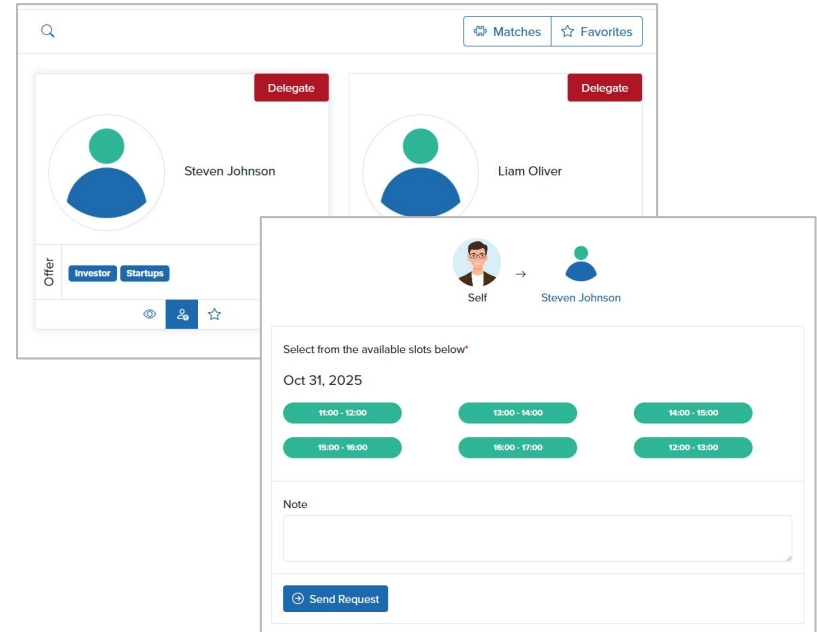 Matches Favorites
Delegate Delegate
Steven Johnson Liam Oliver
Offer
Investor Startups
Self Steven Johnson
Select from the available slots below*
Oct 31, 2025
11:00 - 12:00 13:00 - 14:00 14:00 - 15:00
15:00 - 16:00 16:00 - 17:00 12:00 - 13:00
Note
Send Request